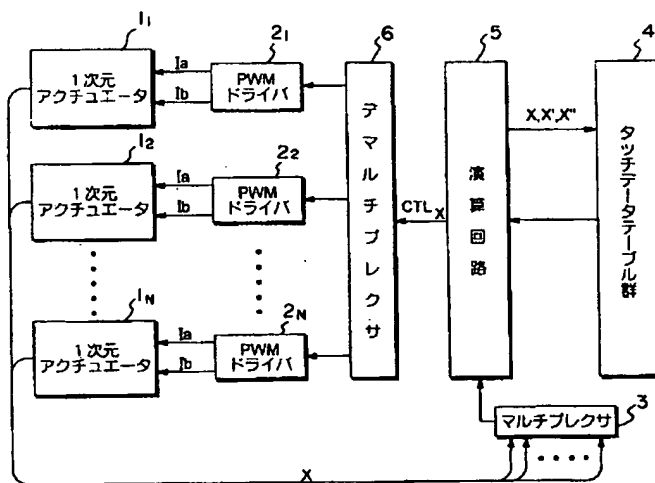 1₁
1次元
アクチュエータ
Ia
Ib
2₁
PWM
ドライバ
6
デマルチプレクサ
5
演算回路
4
タッチデータテーブル群
X,X',X''
CTL X
1₂
1次元
アクチュエータ
Ia
Ib
2₂
PWM
ドライバ
1N
1次元
アクチュエータ
Ia
Ib
2N
PWM
ドライバ
マルチプレクサ
3
X